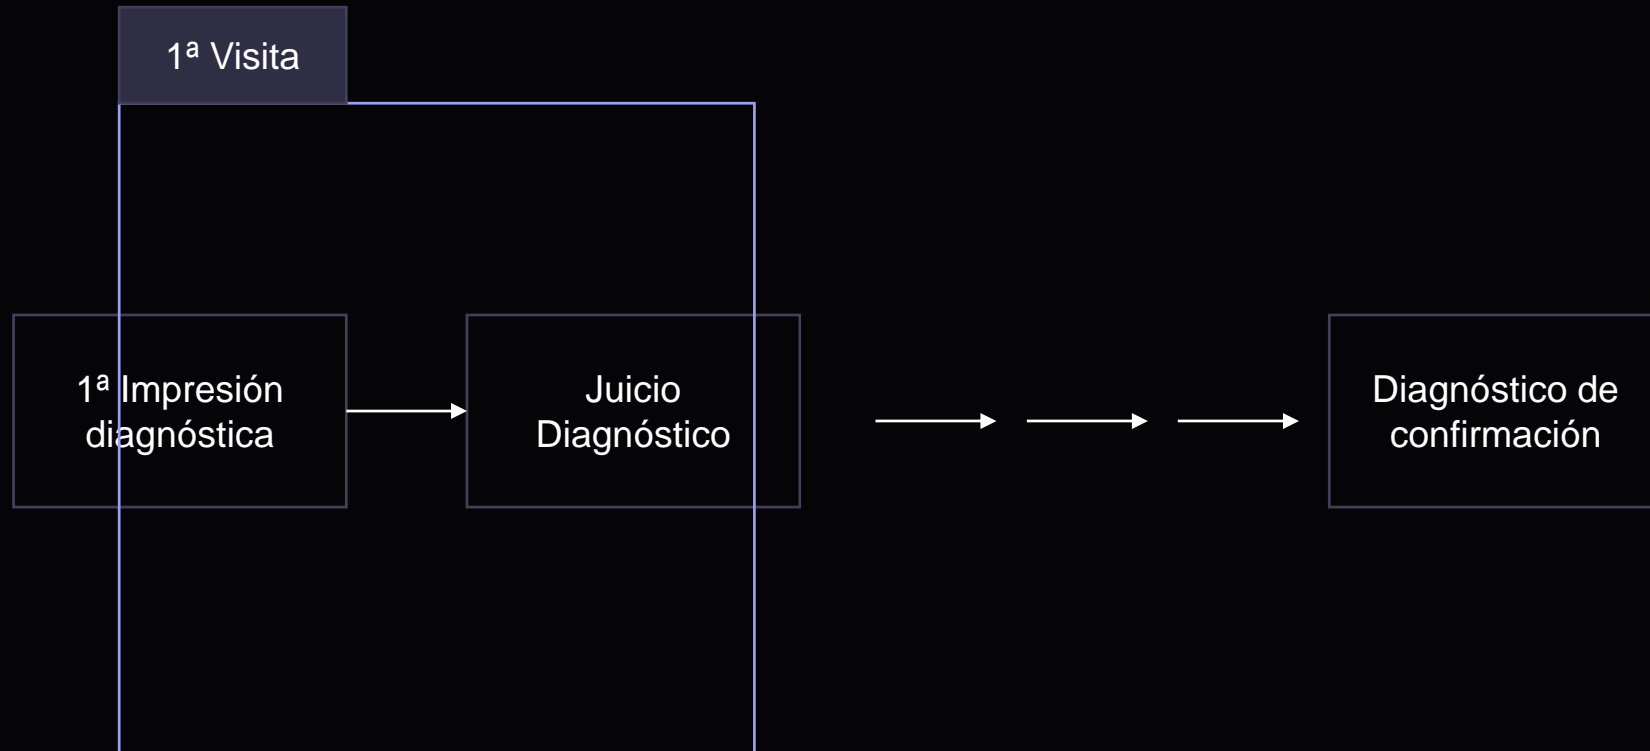 1ª Visita
1ª Impresión
diagnóstica
Juicio
Diagnóstico
Diagnóstico de
confirmación